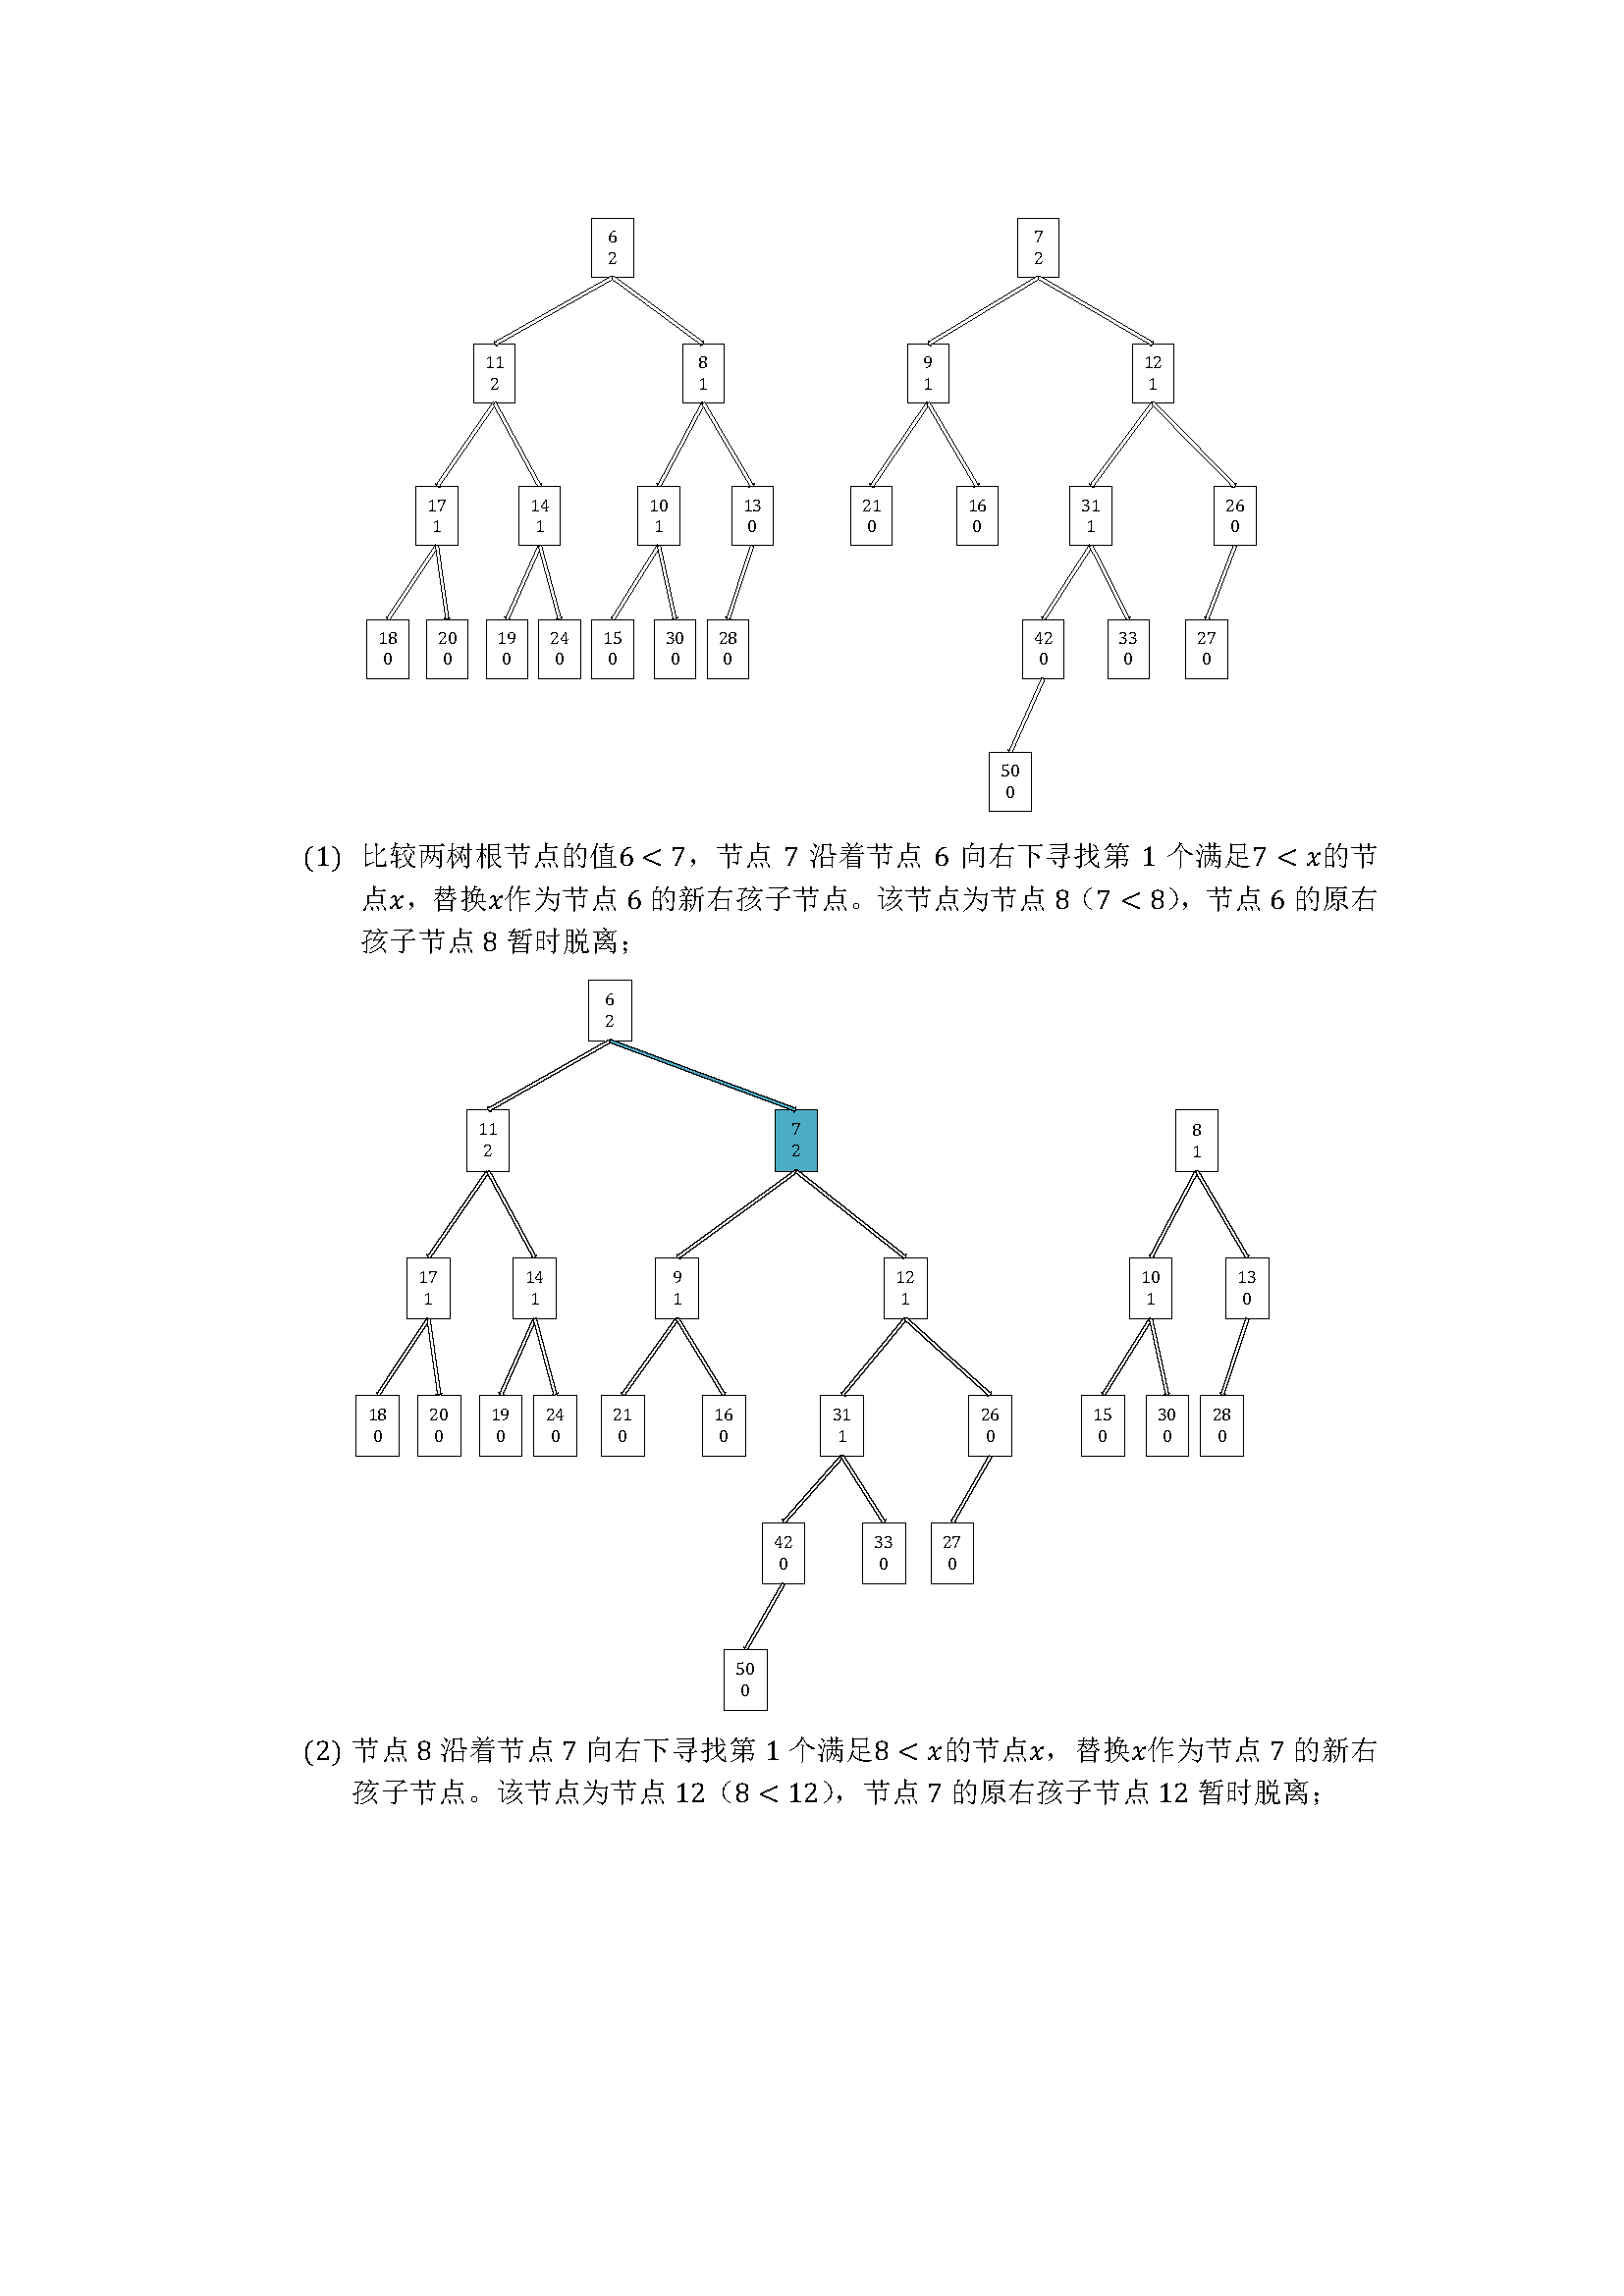 6 7
2 2
11 8 9 12
2 1 1 1
17 14 10 13 21 16 31 26
1 1 1 0 0 0 1 0
18 20 19 24 15 30 28 42 33 27
0 0 0 0 0 0 0 0 0 0
50
0
(1) 比较两树根节点的值6 < 7，节点 7 沿着节点 6 向右下寻找第 1 个满足7 < x的节
点x，替换x作为节点 6 的新右孩子节点。该节点为节点 8（7 < 8），节点 6 的原右
孩子节点 8 暂时脱离；
6
2
11 7 8
2 2 1
17 14 9 12 10 13
1 1 1 1 1 0
18 20 19 24 21 16 31 26 15 30 28
0 0 0 0 0 0 1 0 0 0 0
42 33 27
0 0 0
50
0
(2) 节点 8 沿着节点 7 向右下寻找第 1 个满足8 < x的节点x，替换x作为节点 7 的新右
孩子节点。该节点为节点 12（8 < 12），节点 7 的原右孩子节点 12 暂时脱离；